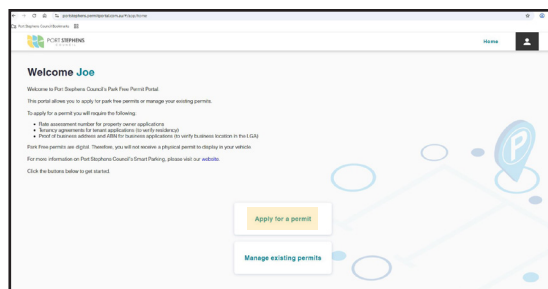 portstephens.permitportal.com.au/#/pcp/home
Port Stephens Council Bookmarks
PORT STEPHENS
COUNCIL
Home
Welcome Joe
Welcome to Port Stephens Council's Park Free Permit Portal.
This portal allows you to apply for park free permits or manage your existing permits.
To apply for a permit you will require the following:
• Rate assessment number for property owner applications
• Tenancy agreements for tenant applications (to verify residency)
• Proof of business address and ABN for business applications (to verify business location in the LGA)
Park Free permits are digital. Therefore, you will not receive a physical permit to display in your vehicle.
For more information on Port Stephens Council's Smart Parking, please visit our website.
Click the buttons below to get started.
Apply for a permit
Manage existing permits